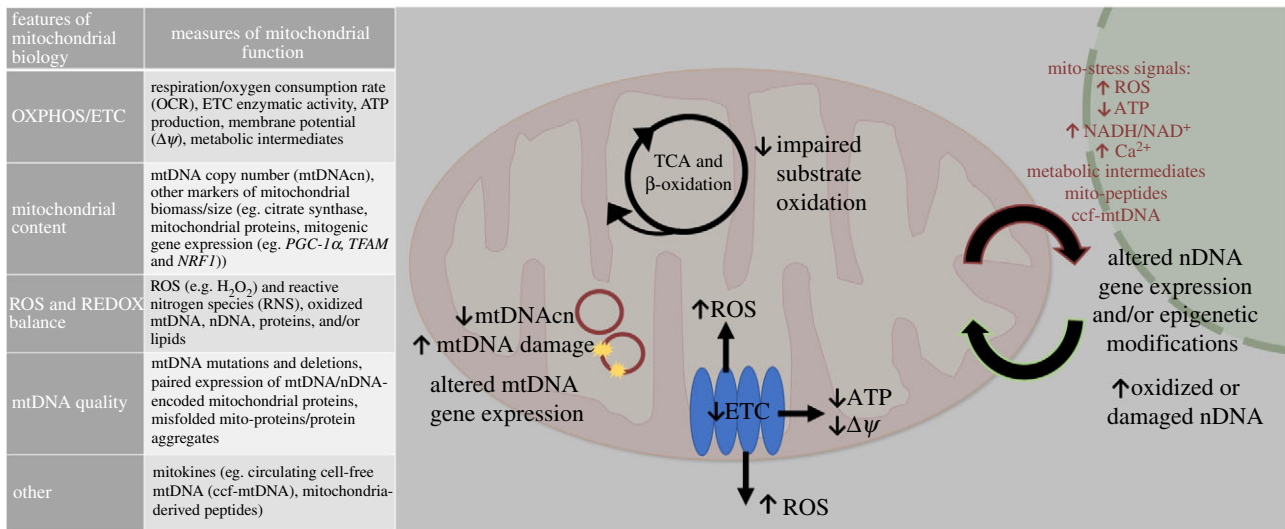 features of
mitochondrial
biology
measures of mitochondrial
function
OXPHOS/ETC
respiration/oxygen consumption rate
(OCR), ETC enzymatic activity, ATP
production, membrane potential
(Δψ), metabolic intermediates
mitochondrial
content
mtDNA copy number (mtDNAcn),
other markers of mitochondrial
biomass/size (eg. citrate synthase,
mitochondrial proteins, mitogenic
gene expression (eg. PGC-1α, TFAM
and NRF1))
ROS and REDOX
balance
ROS (e.g. H₂O₂) and reactive
nitrogen species (RNS), oxidized
mtDNA, nDNA, proteins, and/or
lipids
mtDNA quality
mtDNA mutations and deletions,
paired expression of mtDNA/nDNA-
encoded mitochondrial proteins,
misfolded mito-proteins/protein
aggregates
other
mitokines (eg. circulating cell-free
mtDNA (ccf-mtDNA), mitochondria-
derived peptides)
TCA and
β-oxidation
↓ impaired
substrate
oxidation
↓mtDNAcn
↑ mtDNA damage
altered mtDNA
gene expression
↑ROS
↓ETC
↓ATP
↓Δψ
↑ ROS
mito-stress signals:
↑ ROS
↓ ATP
↑ NADH/NAD⁺
↑ Ca²⁺
metabolic intermediates
mito-peptides
ccf-mtDNA
altered nDNA
gene expression
and/or epigenetic
modifications
↑oxidized or
damaged nDNA